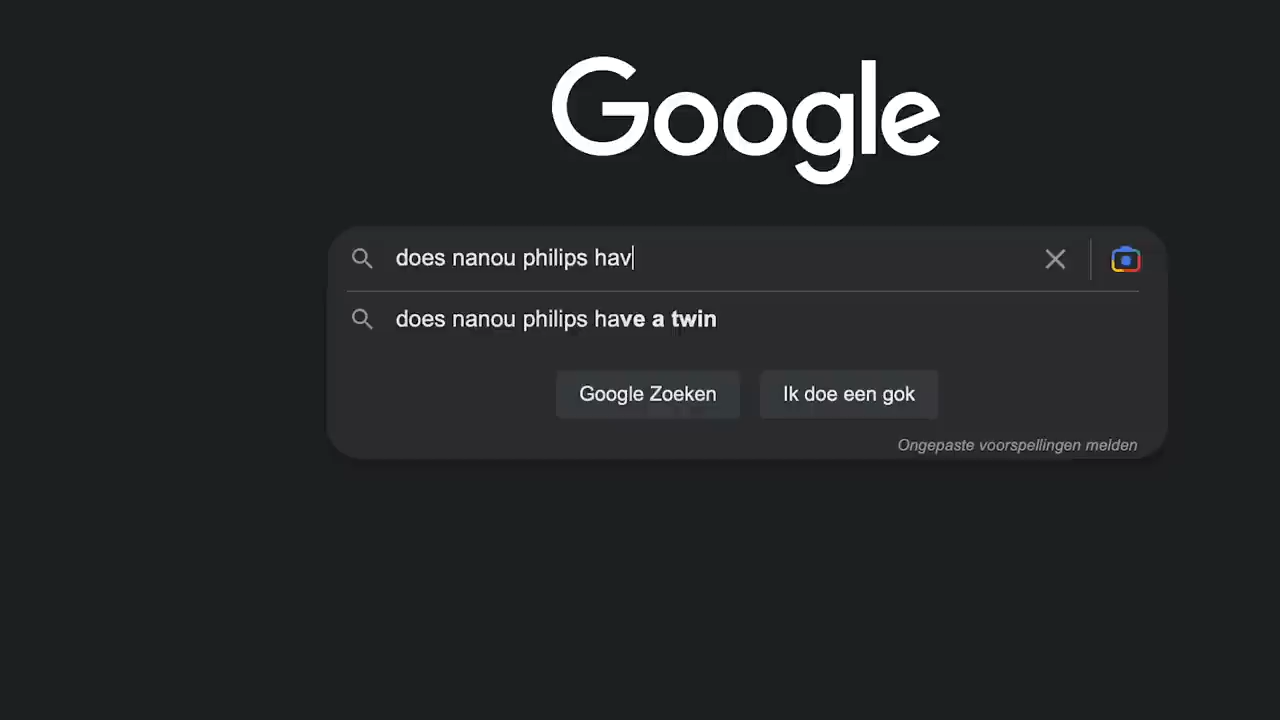 Google
does nanou philips hav
does nanou philips have a twin
Google Zoeken
Ik doe een gok
Ongepaste voorspellingen melden